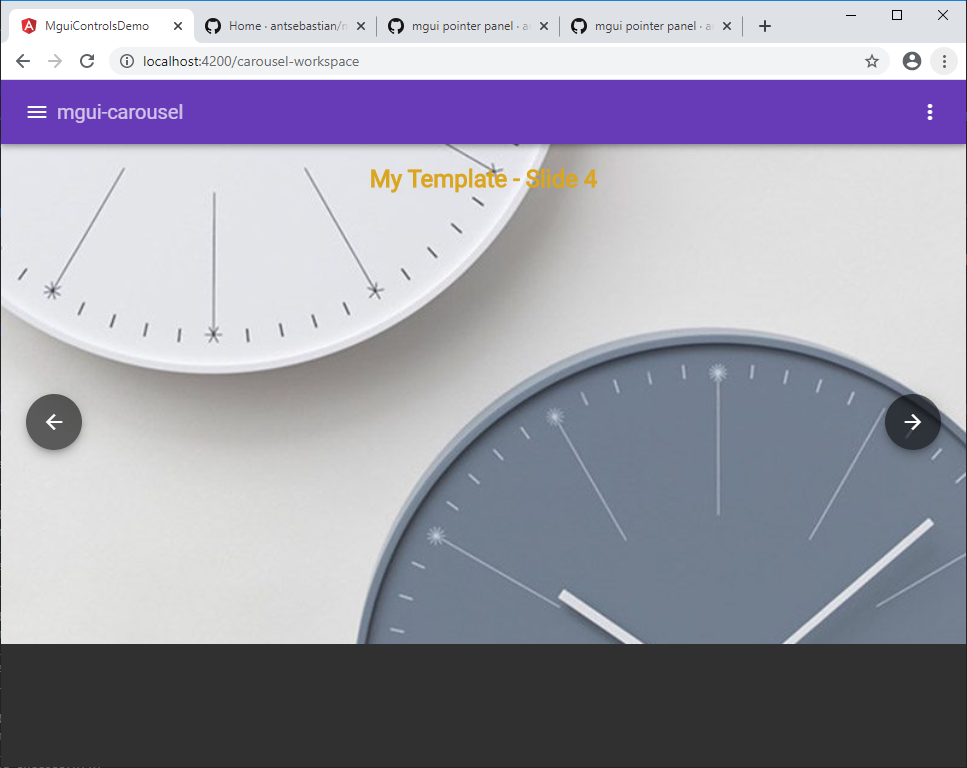 MguiControlsDemo
Home · antsebastian/
mgui pointer panel ·
mgui pointer panel ·
localhost:4200/carousel-workspace
mgui-carousel
My Template - Slide 4